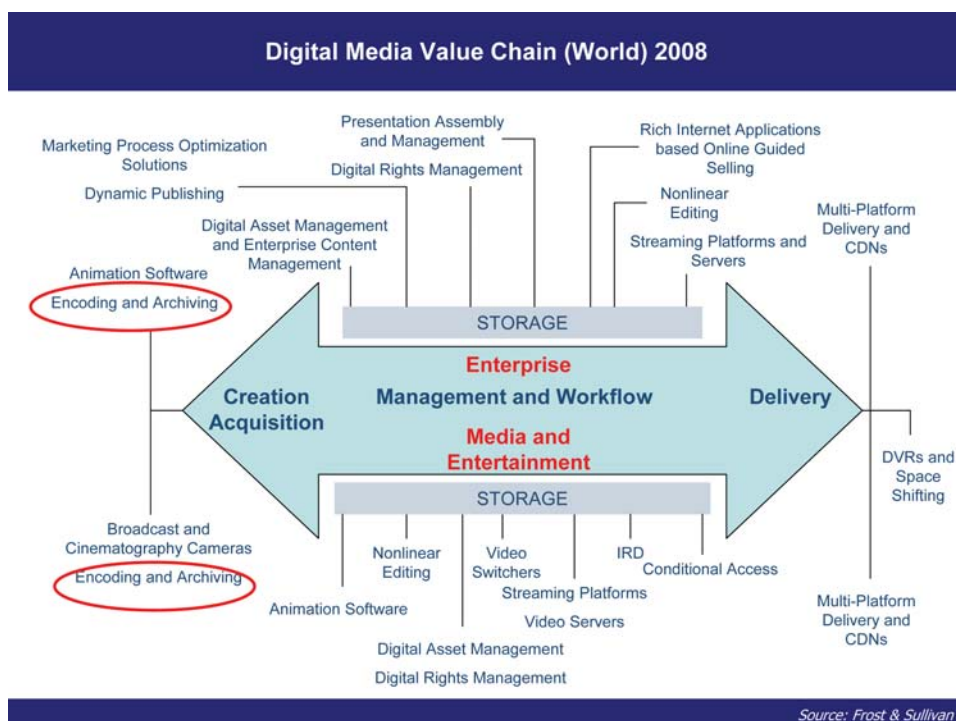 Digital Media Value Chain (World) 2008
Marketing Process Optimization
Solutions
Dynamic Publishing
Presentation Assembly
and Management
Digital Rights Management
Rich Internet Applications
based Online Guided
Selling
Nonlinear
Editing
Multi-Platform
Delivery and
CDNs
Digital Asset Management
and Enterprise Content
Management
Streaming Platforms and
Servers
Animation Software
Encoding and Archiving
STORAGE
Enterprise
Creation
Acquisition
Management and Workflow
Delivery
Media and
Entertainment
DVRs and
Space
Shifting
STORAGE
Broadcast and
Cinematography Cameras
Encoding and Archiving
Nonlinear
Editing
Video
Switchers
IRD
Conditional Access
Animation Software
Streaming Platforms
Video Servers
Multi-Platform
Delivery and
CDNs
Digital Asset Management
Digital Rights Management
Source: Frost & Sullivan